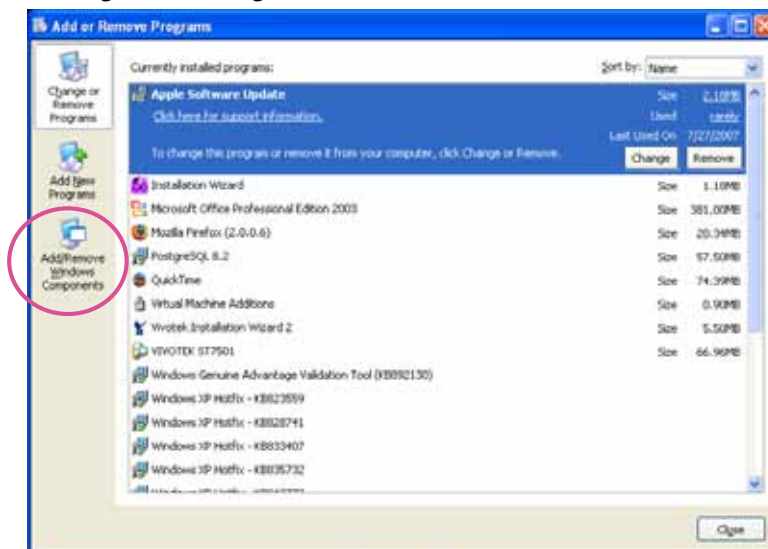 Add or Remove Programs
Change or
Remove
Programs
Add New
Programs
Add/Remove
Windows
Components
Currently installed programs:
Sort by: Name
Apple Software Update
Size 2.10MB
Click here for support information.
Used rarely
Last Used On 7/27/2007
To change this program or remove it from your computer, click Change or Remove.
Change Remove
Installation Wizard Size 1.10MB
Microsoft Office Professional Edition 2003 Size 381.00MB
Mozilla Firefox (2.0.0.6) Size 20.34MB
PostgreSQL 8.2 Size 57.50MB
QuickTime Size 74.39MB
Virtual Machine Additions Size 0.90MB
Vivotek Installation Wizard 2 Size 5.50MB
VIVOTEK ST7501 Size 66.96MB
Windows Genuine Advantage Validation Tool (KB892130)
Windows XP Hotfix - KB823559
Windows XP Hotfix - KB828741
Windows XP Hotfix - KB833407
Windows XP Hotfix - KB835732
Close